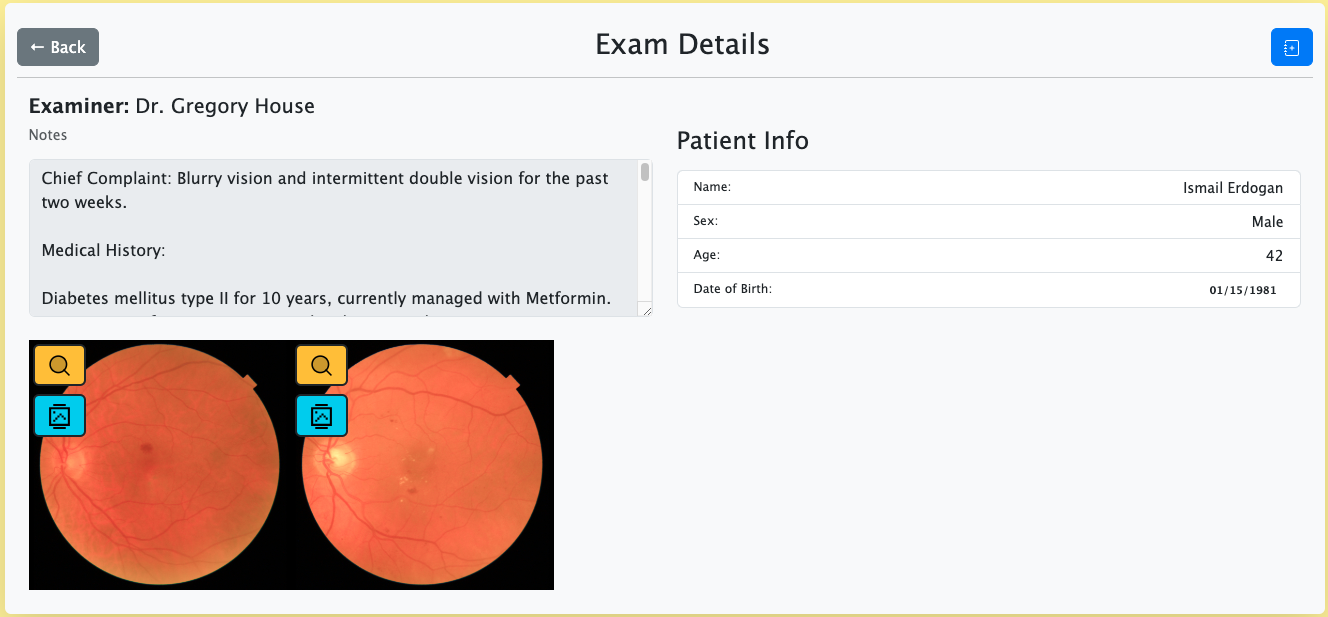 ← Back
Exam Details
Examiner: Dr. Gregory House
Notes
Chief Complaint: Blurry vision and intermittent double vision for the past
two weeks.
Medical History:
Diabetes mellitus type II for 10 years, currently managed with Metformin.
Patient Info
Name: Ismail Erdogan
Sex: Male
Age: 42
Date of Birth: 01/15/1981